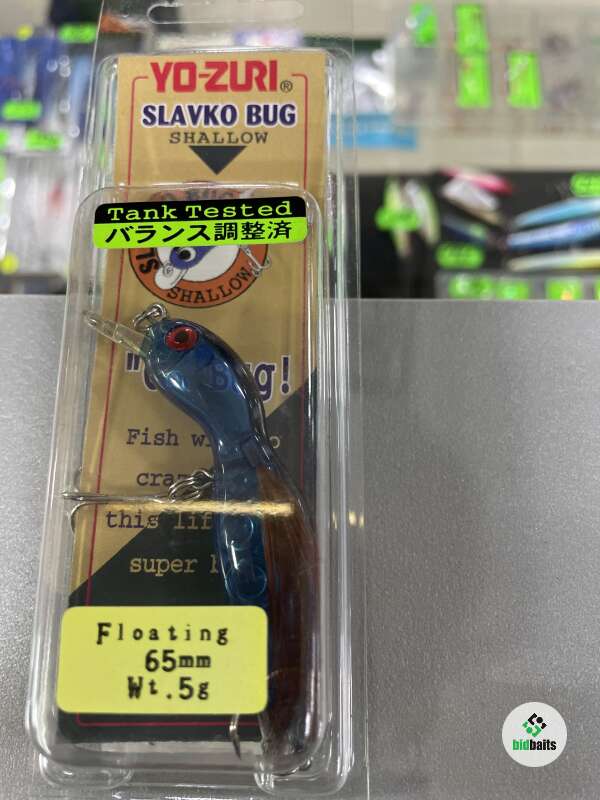 YO-ZURI®
SLAVKO BUG
SHALLOW
Tank Tested
バランス調整済
SHALLOW
Fish
this
super
Floating
65mm
Wt.5g
bidbaits